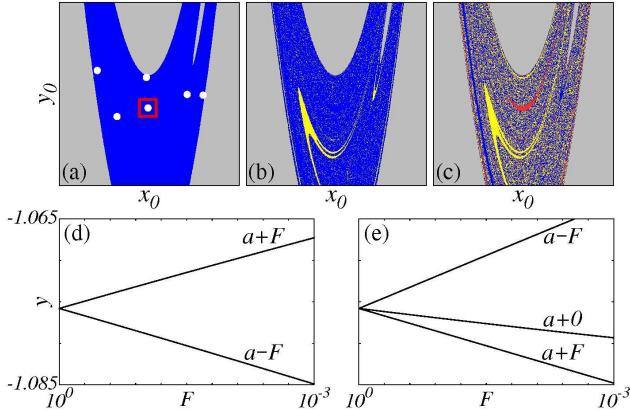 y0
(a) (b) (c)
x0 x0 x0
-1.065 (d) (e)
a+F a−F
y
a+0
a−F a+F
-1.085
10^0 F 10^-3 10^0 F 10^-3